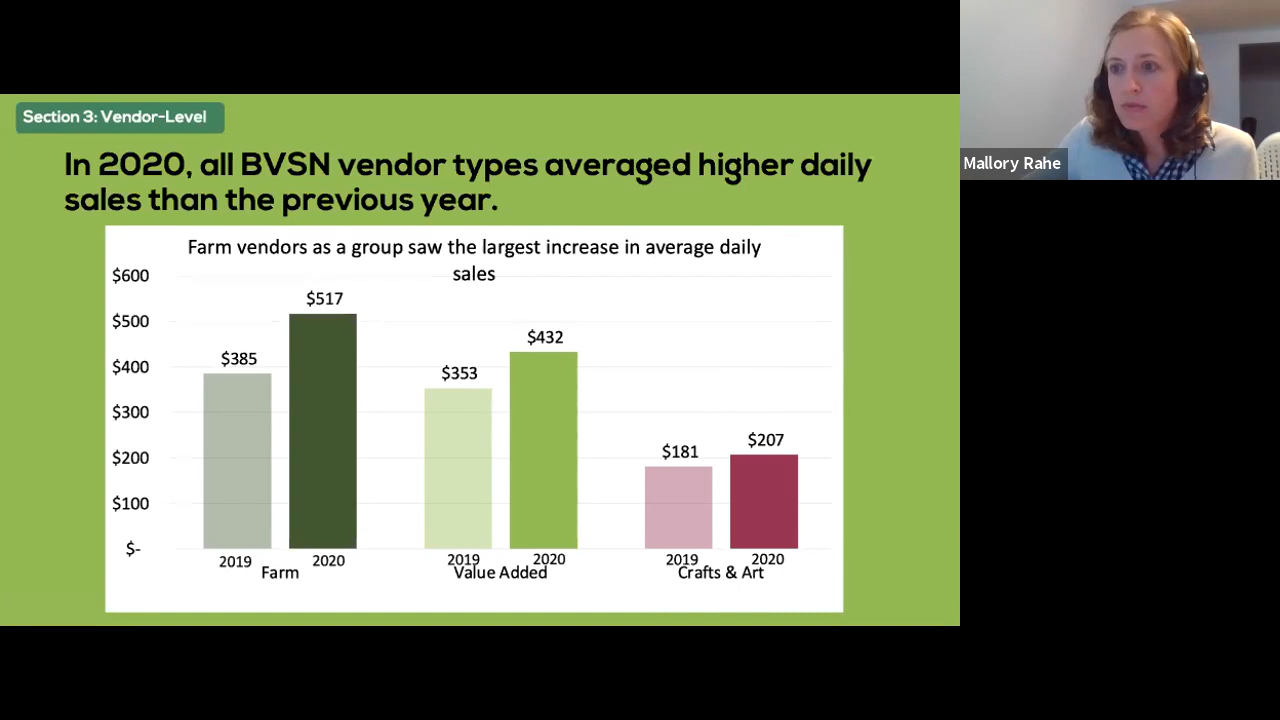 Section 3: Vendor-Level
Mallory Rahe
In 2020, all BVSN vendor types averaged higher daily
sales than the previous year.
Farm vendors as a group saw the largest increase in average daily
sales
$600
$500
$400
$300
$200
$100
$-
$385
$517
$353
$432
$181
$207
2019
2020
2019
2020
2019
2020
Farm
Value Added
Crafts & Art